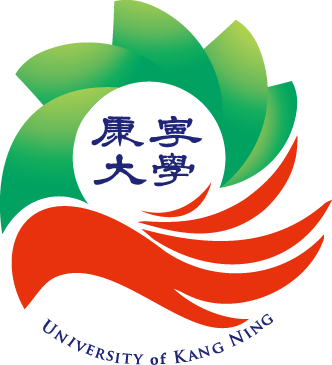 康寧
大學
UNIVERSITY of KANG NING